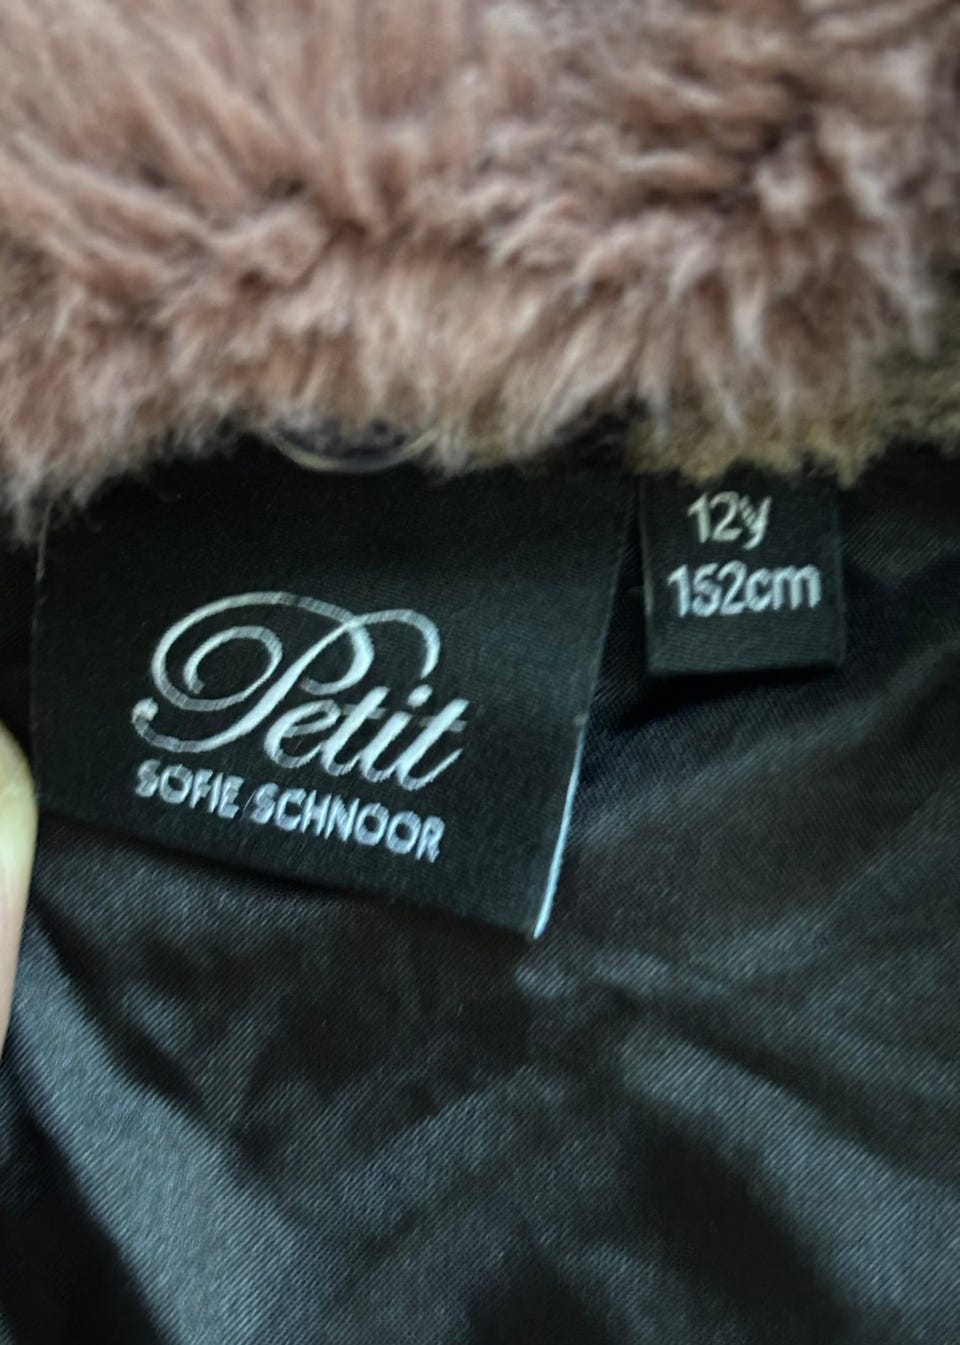 Petit
SOFIE SCHNOOR
12y
152cm